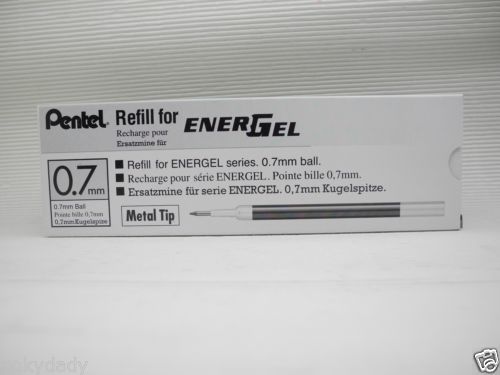 Pentel Refill for ENERGEL
Recharge pour
Ersatzmine für
0.7mm
0.7mm Ball
Pointe bille 0,7mm
0,7mm Kugelspize
■ Refill for ENERGEL series. 0.7mm ball.
■ Recharge pour série ENERGEL. Pointe bille 0,7mm.
■ Ersatzmine für serie ENERGEL. 0,7mm Kugelspitze.
Metal Tip
pokydady